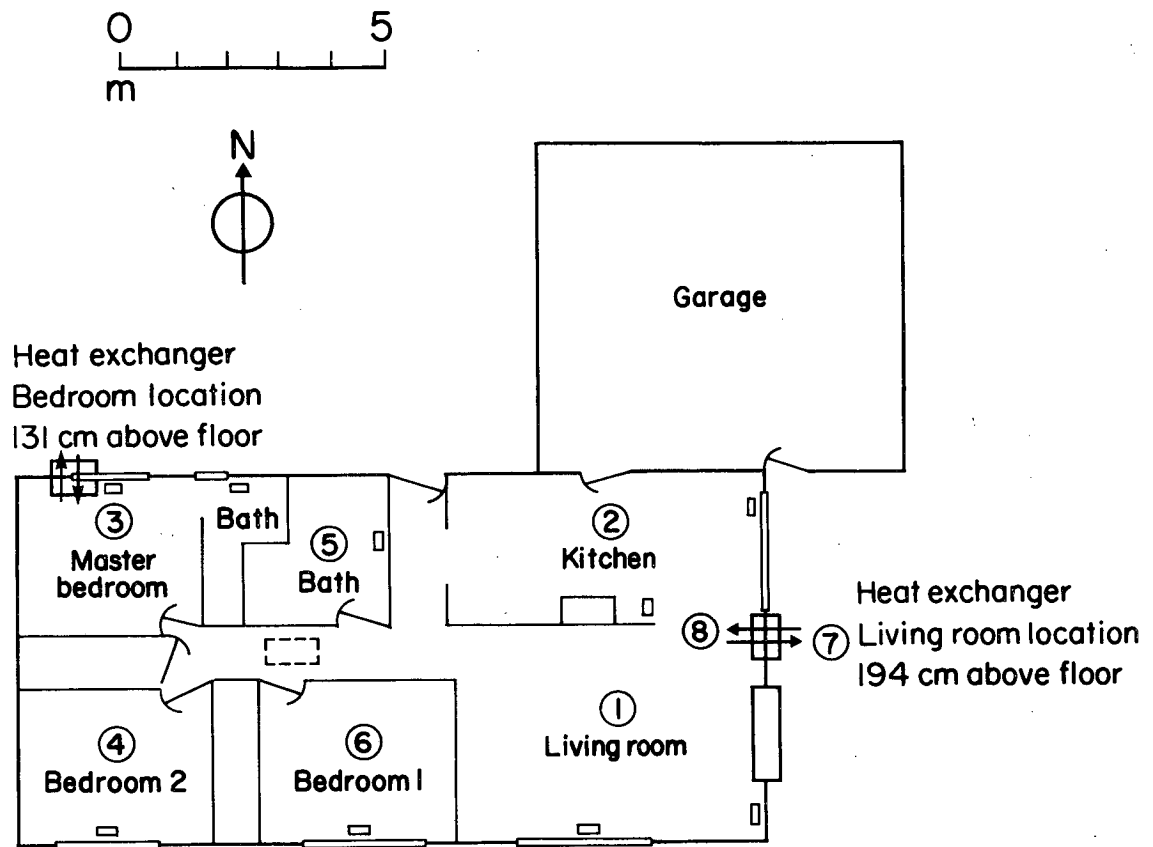 0 5
m
N
Garage
Heat exchanger
Bedroom location
131 cm above floor
③
Master
bedroom
Bath
⑤
Bath
②
Kitchen
Heat exchanger
Living room location
194 cm above floor
⑧ ⑦
①
Living room
④
Bedroom 2
⑥
Bedroom 1